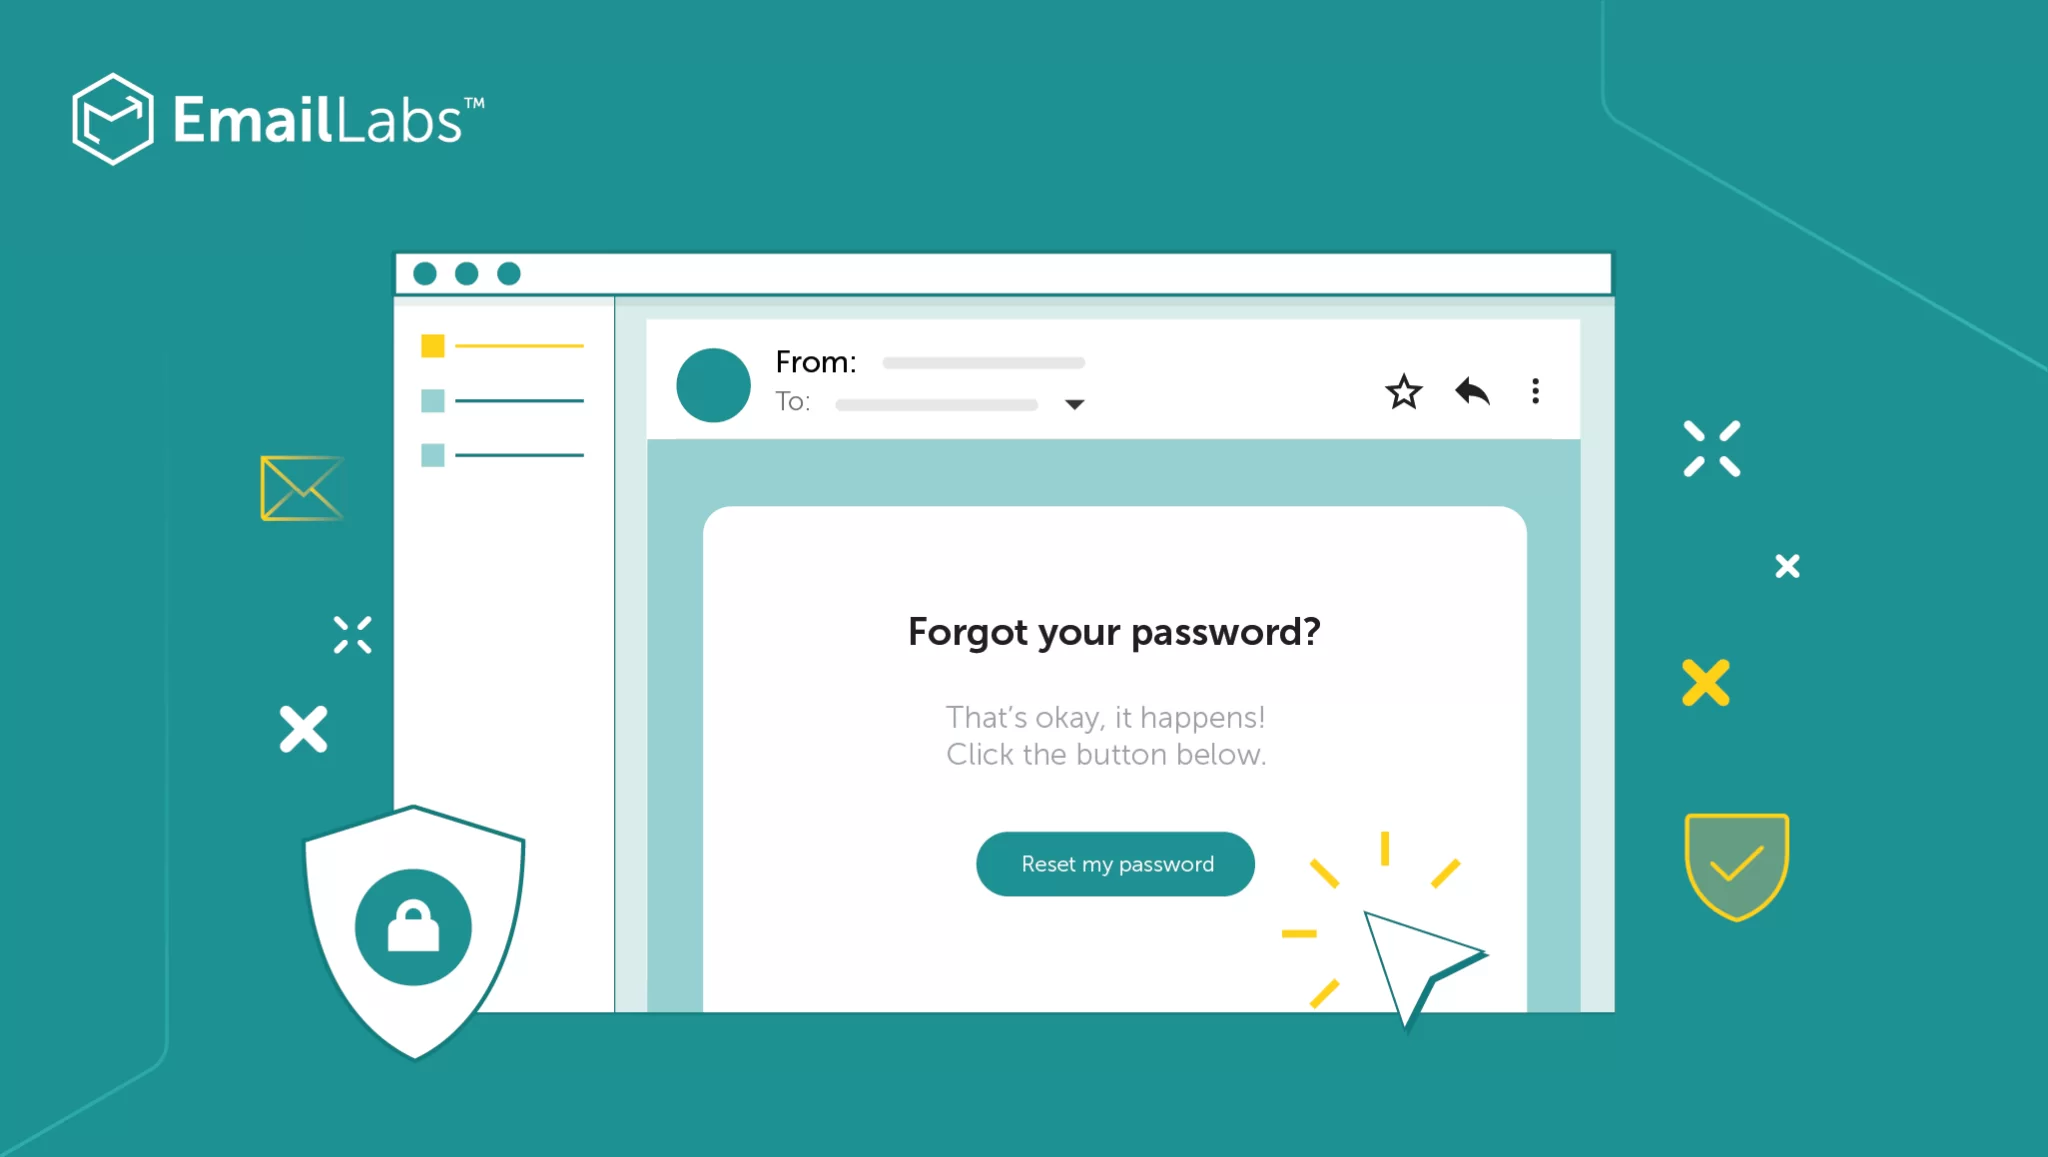 EmailLabs™
From:
To:
Forgot your password?
That’s okay, it happens!
Click the button below.
Reset my password